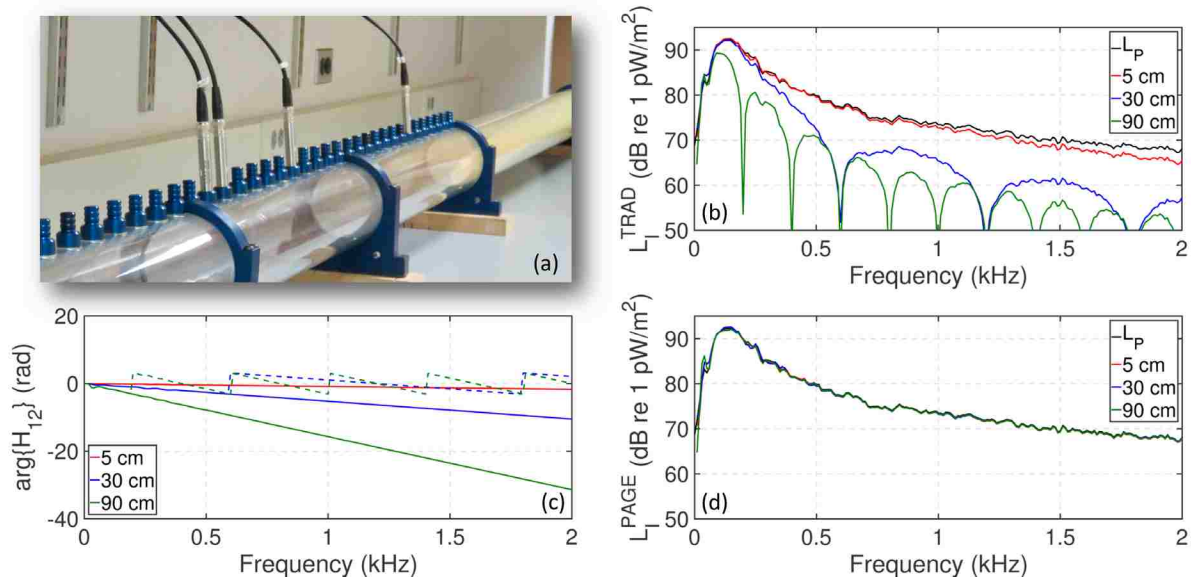 (a)
L_I^TRAD (dB re 1 pW/m²)
95
90
80
70
60
50
0
0.5
1
1.5
2
Frequency (kHz)
L_P
5 cm
30 cm
90 cm
(b)
arg{H_12} (rad)
20
0
-20
-40
0
0.5
1
1.5
2
Frequency (kHz)
5 cm
30 cm
90 cm
(c)
L_I^PAGE (dB re 1 pW/m²)
90
80
70
60
50
0
0.5
1
1.5
2
Frequency (kHz)
L_P
5 cm
30 cm
90 cm
(d)